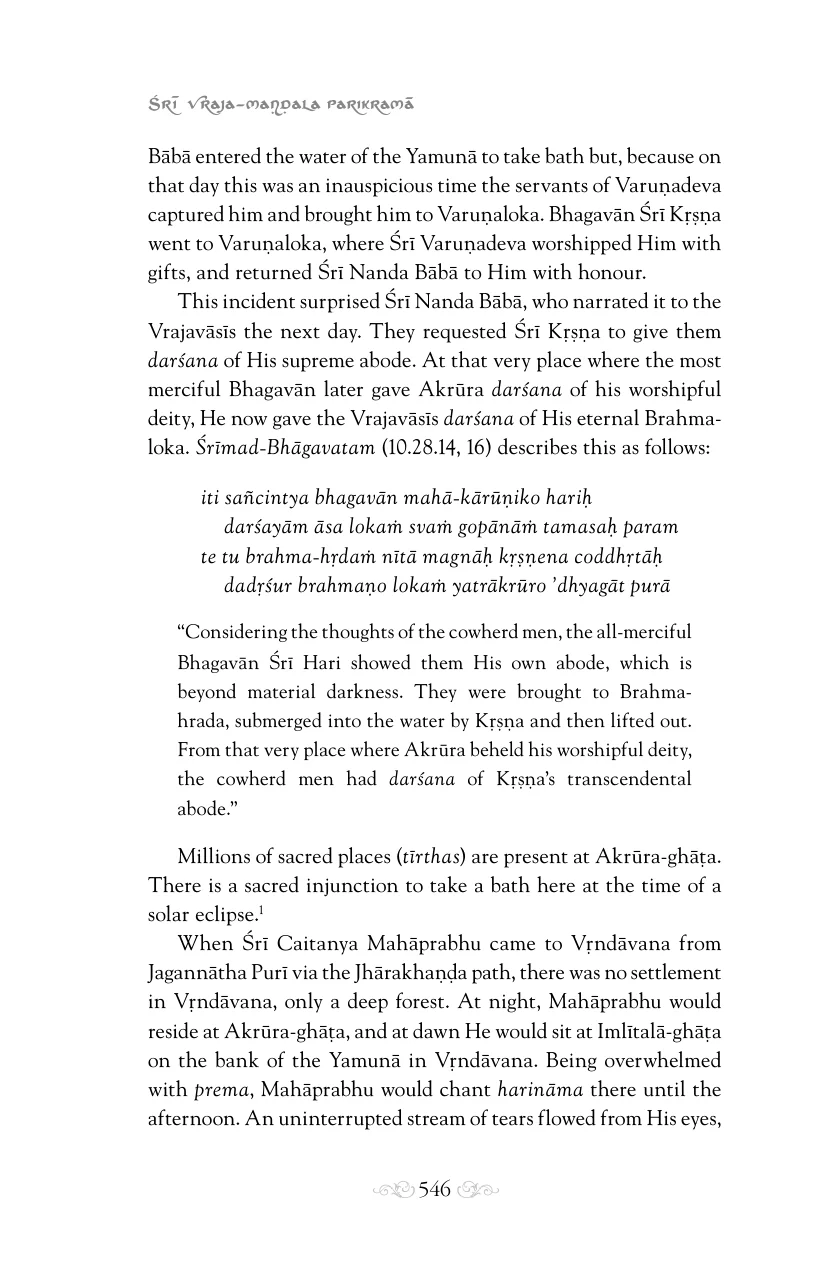 Śrī Vraja-maṇḍala Parikramā
Bābā entered the water of the Yamunā to take bath but, because on
that day this was an inauspicious time the servants of Varuṇadeva
captured him and brought him to Varuṇaloka. Bhagavān Śrī Kṛṣṇa
went to Varuṇaloka, where Śrī Varuṇadeva worshipped Him with
gifts, and returned Śrī Nanda Bābā to Him with honour.
This incident surprised Śrī Nanda Bābā, who narrated it to the
Vrajavāsīs the next day. They requested Śrī Kṛṣṇa to give them
darśana of His supreme abode. At that very place where the most
merciful Bhagavān later gave Akrūra darśana of his worshipful
deity, He now gave the Vrajavāsīs darśana of His eternal Brahma-
loka. Śrīmad-Bhāgavatam (10.28.14, 16) describes this as follows:
iti sañcintya bhagavān mahā-kārūṇiko hariḥ
darśayām āsa lokaṁ svaṁ gopānāṁ tamasaḥ param
te tu brahma-hṛdaṁ nītā magnāḥ kṛṣṇena coddhṛtāḥ
dadṛśur brahmaṇo lokaṁ yatrākrūro ’dhyagāt purā
“Considering the thoughts of the cowherd men, the all-merciful
Bhagavān Śrī Hari showed them His own abode, which is
beyond material darkness. They were brought to Brahma-
hrada, submerged into the water by Kṛṣṇa and then lifted out.
From that very place where Akrūra beheld his worshipful deity,
the cowherd men had darśana of Kṛṣṇa’s transcendental
abode.”
Millions of sacred places (tīrthas) are present at Akrūra-ghāṭa.
There is a sacred injunction to take a bath here at the time of a
solar eclipse.1
When Śrī Caitanya Mahāprabhu came to Vṛndāvana from
Jagannātha Purī via the Jhārakhaṇḍa path, there was no settlement
in Vṛndāvana, only a deep forest. At night, Mahāprabhu would
reside at Akrūra-ghāṭa, and at dawn He would sit at Imlītalā-ghāṭa
on the bank of the Yamunā in Vṛndāvana. Being overwhelmed
with prema, Mahāprabhu would chant harināma there until the
afternoon. An uninterrupted stream of tears flowed from His eyes,
546